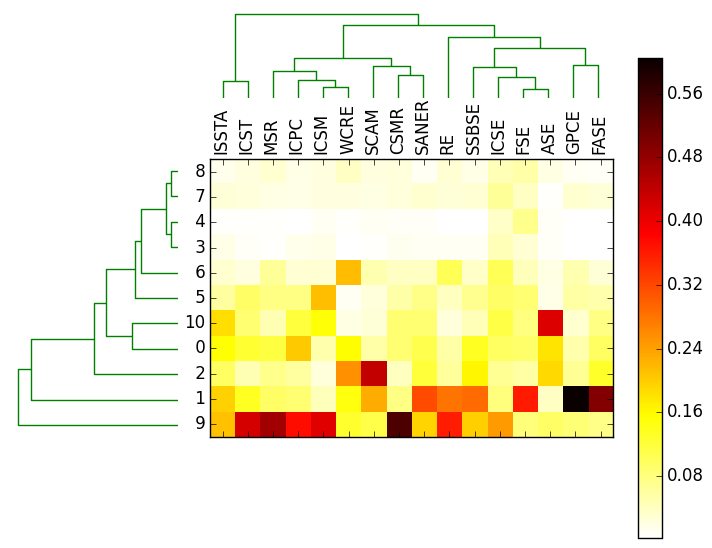 ISSTA
ICST
MSR
ICPC
ICSM
WCRE
SCAM
CSMR
SANER
RE
SSBSE
ICSE
FSE
ASE
GPCE
FASE
8
7
4
3
6
5
10
0
2
1
9
0.56
0.48
0.40
0.32
0.24
0.16
0.08